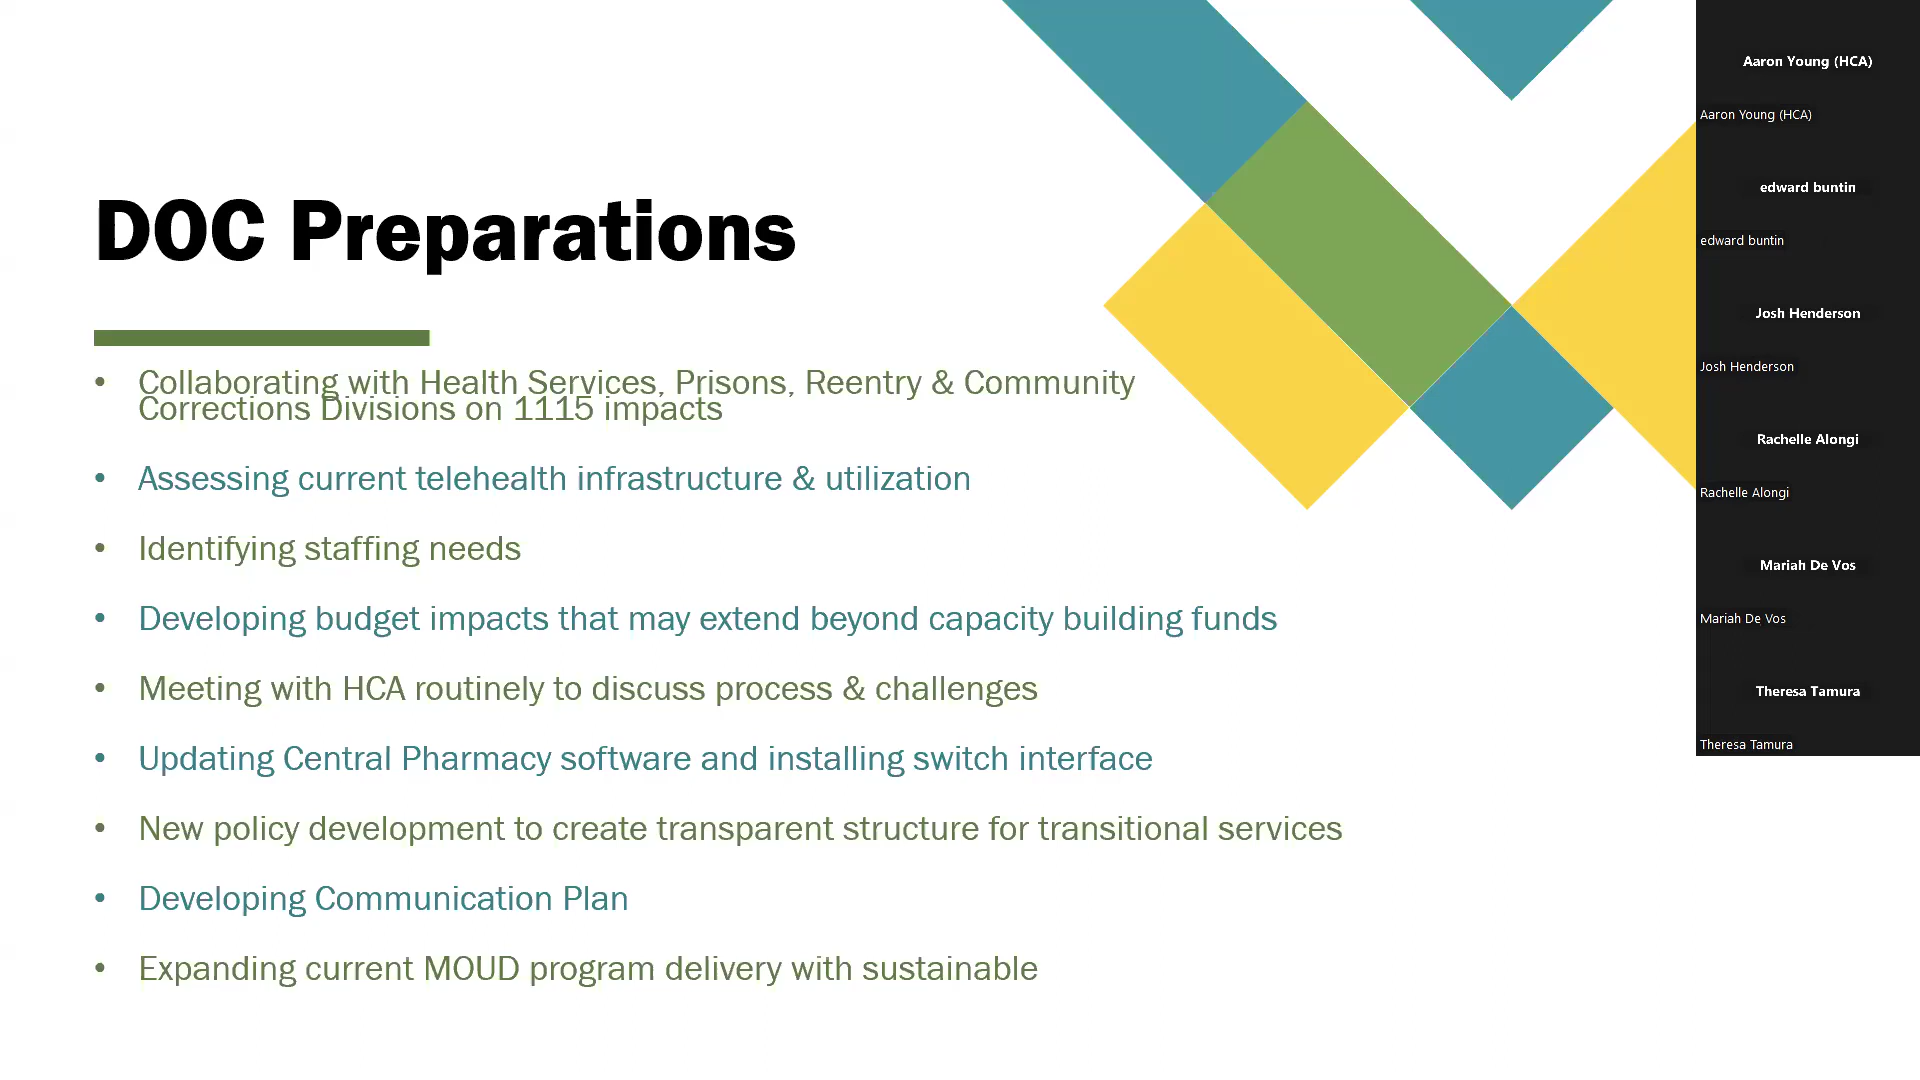 DOC Preparations
• Collaborating with Health Services, Prisons, Reentry & Community
Corrections Divisions on 1115 impacts
• Assessing current telehealth infrastructure & utilization
• Identifying staffing needs
• Developing budget impacts that may extend beyond capacity building funds
• Meeting with HCA routinely to discuss process & challenges
• Updating Central Pharmacy software and installing switch interface
• New policy development to create transparent structure for transitional services
• Developing Communication Plan
• Expanding current MOUD program delivery with sustainable
Aaron Young (HCA)
Aaron Young (HCA)
edward buntin
edward buntin
Josh Henderson
Josh Henderson
Rachelle Alongi
Rachelle Alongi
Mariah De Vos
Mariah De Vos
Theresa Tamura
Theresa Tamura